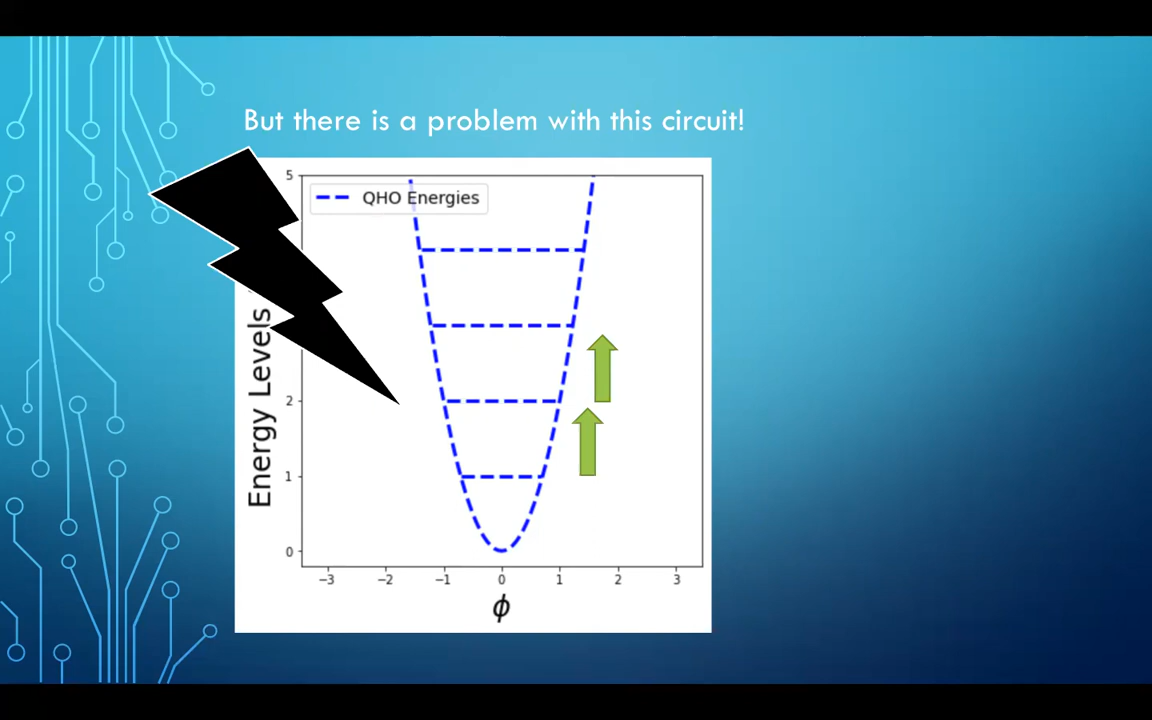 But there is a problem with this circuit!
5
QHO Energies
Energy Levels
2
1
0
−3 −2 −1 0 1 2 3
ϕ